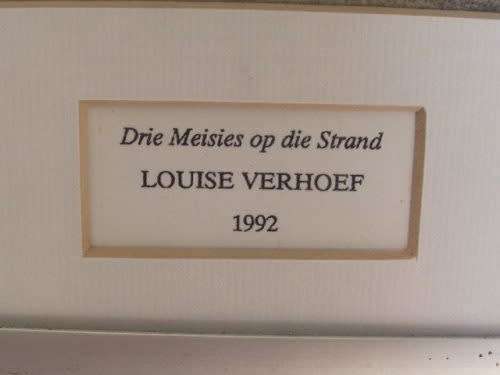 Drie Meisies op die Strand
LOUISE VERHOEF
1992